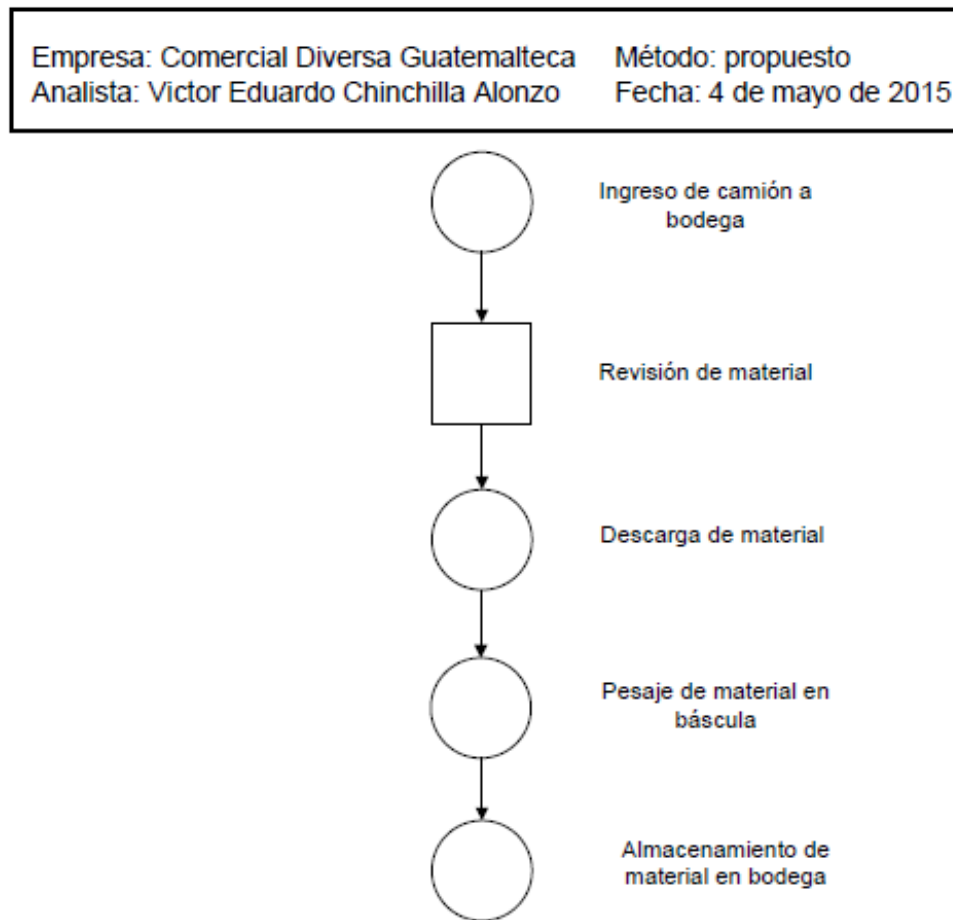 Empresa: Comercial Diversa Guatemalteca Método: propuesto
Analista: Victor Eduardo Chinchilla Alonzo Fecha: 4 de mayo de 2015
Ingreso de camión a
bodega
Revisión de material
Descarga de material
Pesaje de material en
báscula
Almacenamiento de
material en bodega